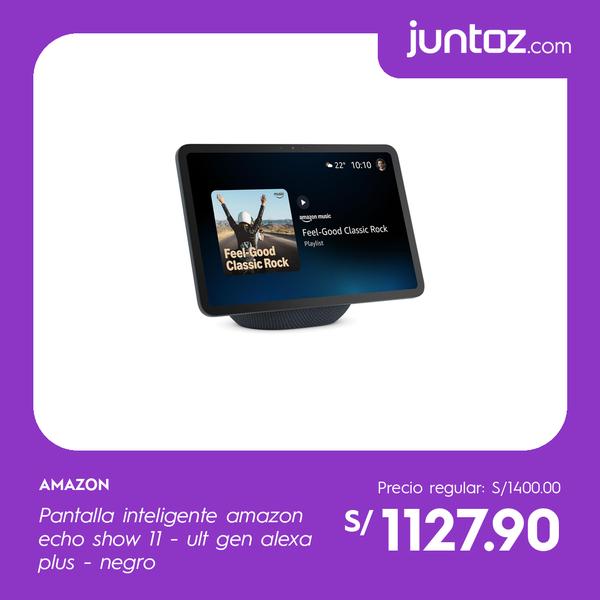 juntoz.com
22° 10:10
music
Feel-Good
Classic Rock
amazon music
Feel-Good Classic Rock
Playlist
AMAZON
Pantalla inteligente amazon
echo show 11 - ult gen alexa
plus - negro
Precio regular: S/1400.00
S/ 1127.90